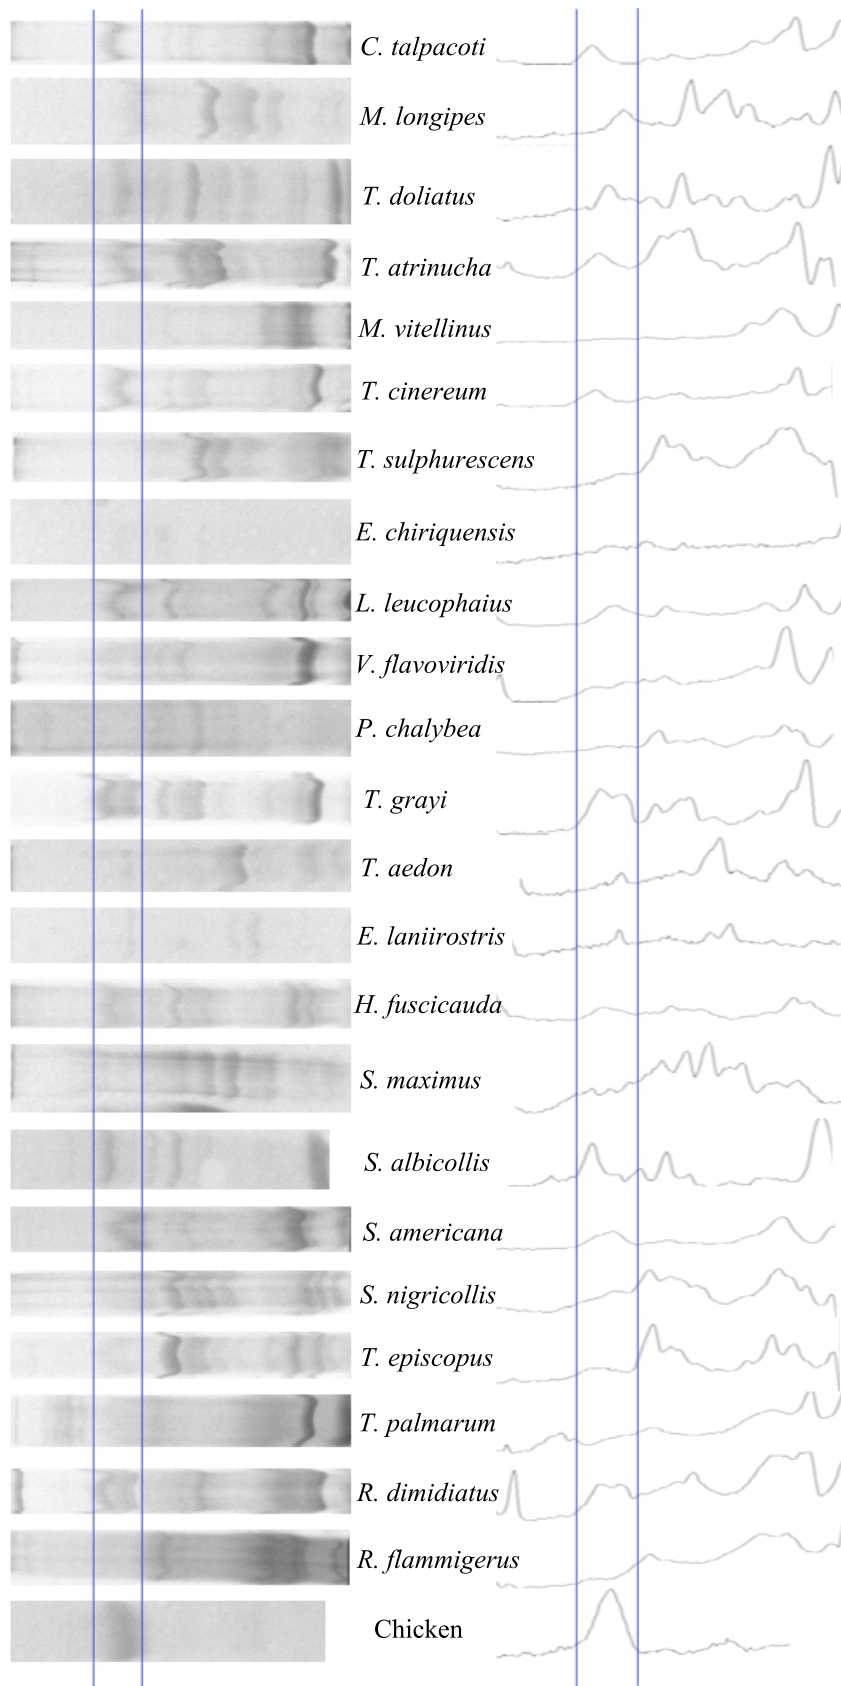 C. talpacoti
M. longipes
T. doliatus
T. atrinucha
M. vitellinus
T. cinereum
T. sulphurescens
E. chiriquensis
L. leucophaius
V. flavoviridis
P. chalybea
T. grayi
T. aedon
E. laniirostris
H. fuscicauda
S. maximus
S. albicollis
S. americana
S. nigricollis
T. episcopus
T. palmarum
R. dimidiatus
R. flammigerus
Chicken